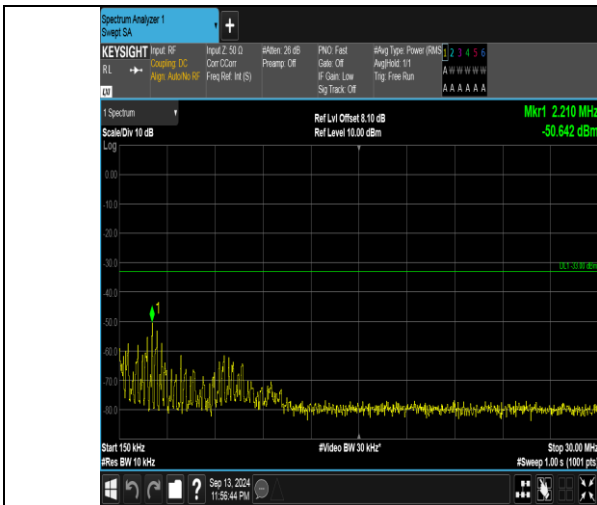 Spectrum Analyzer 1
Swept SA
+
KEYSIGHT Input: RF Input Z: 50 Ω #Atten: 26 dB PNO: Fast #Avg Type: Power (RMS 1 2 3 4 5 6
RL Coupling: DC Corr CCorr Preamp: Off Gate: Off Avg|Hold: 1/1 A W W W W W
Align: Auto/No RF Freq Ref: Int (S) IF Gain: Low Trig: Free Run
Sig Track: Off A A A A A A
LXI
1 Spectrum Ref Lvl Offset 8.10 dB Mkr1 2.210 MHz
Scale/Div 10 dB Ref Level 10.00 dBm -50.642 dBm
Log
0.00
-10.0
-20.0
-30.0
DL1 -33.00 dBm
-40.0
1
-50.0
-60.0
-70.0
-80.0
Start 150 kHz #Video BW 30 kHz* Stop 30.00 MHz
#Res BW 10 kHz #Sweep 1.00 s (1001 pts)
? Sep 13, 2024
11:56:44 PM